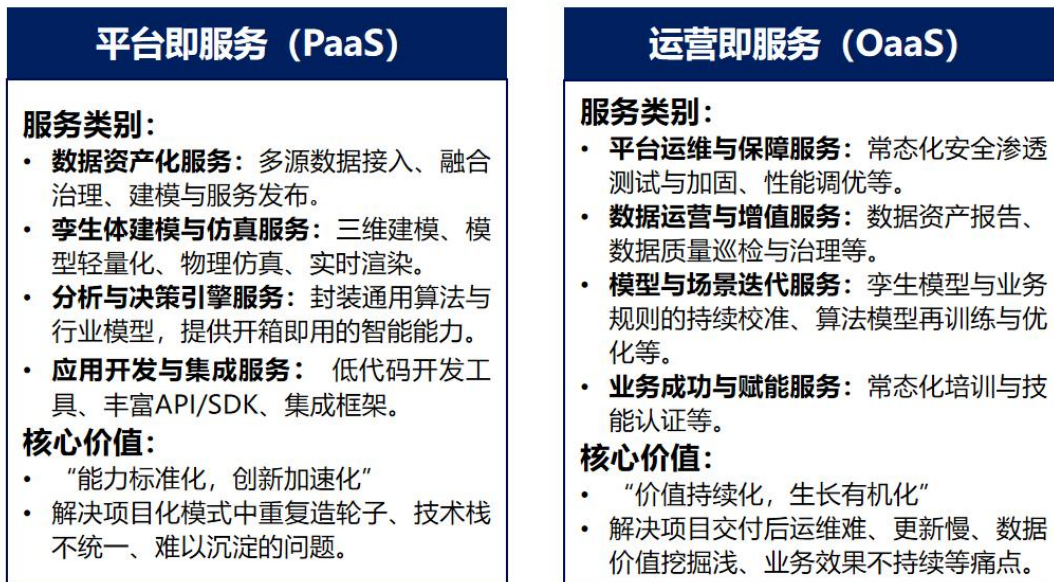 平台即服务（PaaS）
服务类别：
• 数据资产化服务：多源数据接入、融合
治理、建模与服务发布。
• 孪生体建模与仿真服务：三维建模、模
型轻量化、物理仿真、实时渲染。
• 分析与决策引擎服务：封装通用算法与
行业模型，提供开箱即用的智能能力。
• 应用开发与集成服务： 低代码开发工
具、丰富API/SDK、集成框架。
核心价值：
• “能力标准化，创新加速化”
• 解决项目化模式中重复造轮子、技术栈
不统一、难以沉淀的问题。
运营即服务（OaaS）
服务类别：
• 平台运维与保障服务：常态化安全渗透
测试与加固、性能调优等。
• 数据运营与增值服务：数据资产报告、
数据质量巡检与治理等。
• 模型与场景迭代服务：孪生模型与业务
规则的持续校准、算法模型再训练与优
化等。
• 业务成功与赋能服务：常态化培训与技
能认证等。
核心价值：
• “价值持续化，生长有机化”
• 解决项目交付后运维难、更新慢、数据
价值挖掘浅、业务效果不持续等痛点。